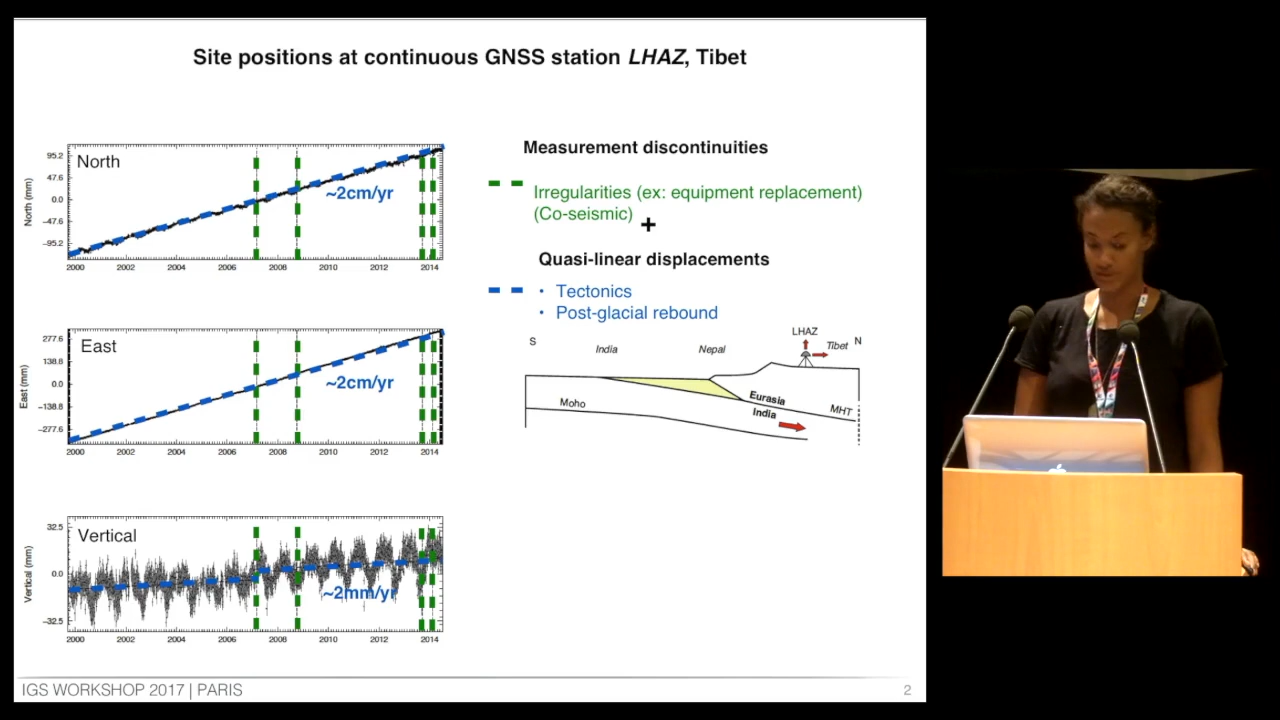 Site positions at continuous GNSS station LHAZ, Tibet
North
North (mm)
95.2
47.6
0.0
−47.6
−95.2
~2cm/yr
2000 2002 2004 2006 2008 2010 2012 2014
East
East (mm)
277.6
138.8
0.0
−138.8
−277.6
~2cm/yr
2000 2002 2004 2006 2008 2010 2012 2014
Vertical
Vertical (mm)
32.5
0.0
−32.5
~2mm/yr
2000 2002 2004 2006 2008 2010 2012 2014
Measurement discontinuities
Irregularities (ex: equipment replacement)
(Co-seismic)
+
Quasi-linear displacements
• Tectonics
• Post-glacial rebound
LHAZ
S India Nepal Tibet N
Moho
Eurasia
India
MHT
IGS WORKSHOP 2017 | PARIS
2